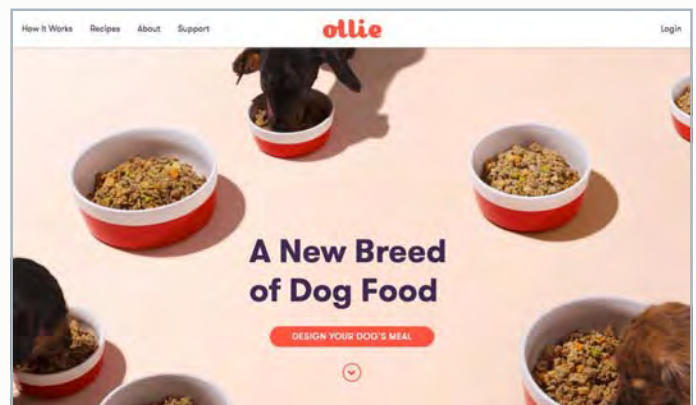 How It Works Recipes About Support ollie Login
A New Breed
of Dog Food
DESIGN YOUR DOG'S MEAL